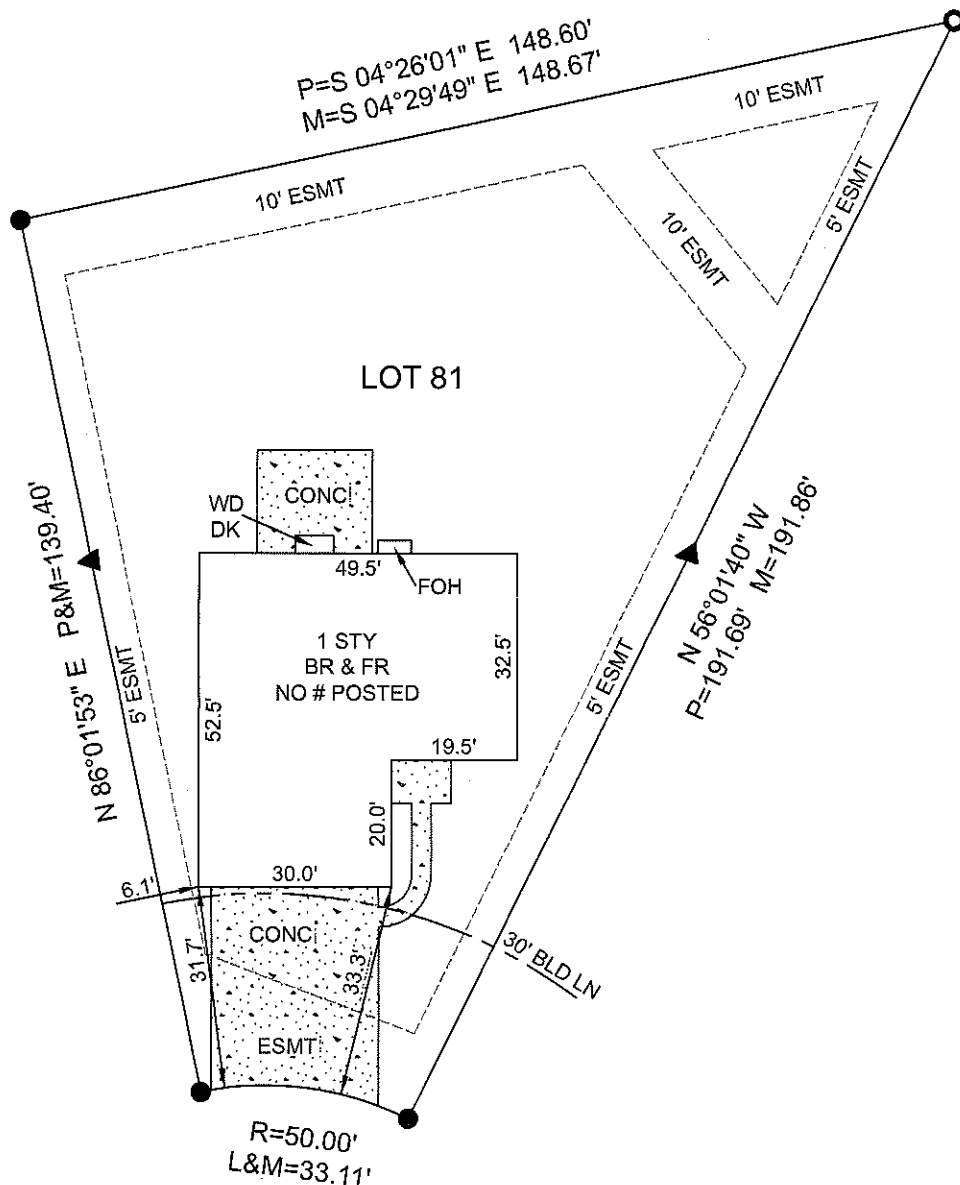 P=S 04°26'01" E 148.60'
M=S 04°29'49" E 148.67'
10' ESMT
10' ESMT
10' ESMT
5' ESMT
LOT 81
N 86°01'53" E P&M=139.40'
5' ESMT
WD
DK
CONC
49.5'
FOH
1 STY
BR & FR
NO # POSTED
52.5'
32.5'
19.5'
20.0'
30.0'
5' ESMT
N 56°01'40" W
P=191.69' M=191.86'
6.1'
31.7'
CONC
33.3'
30' BLD LN
ESMT
R=50.00'
L&M=33.11'